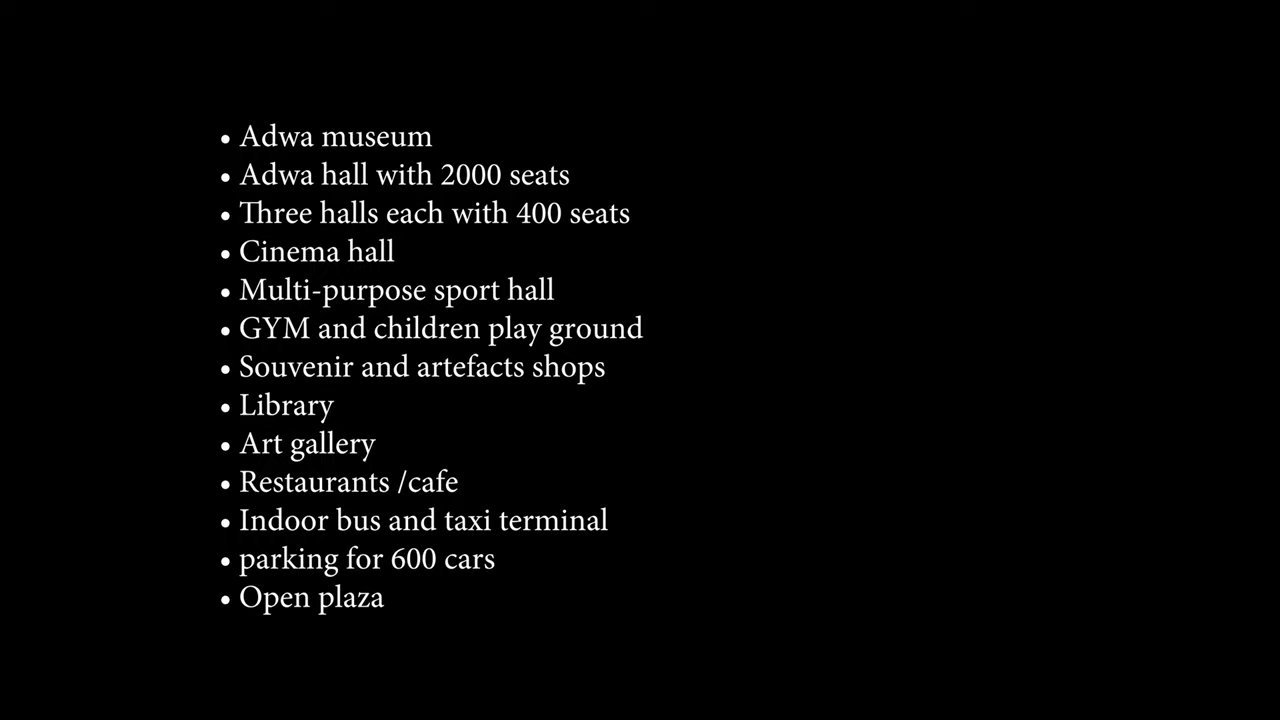 • Adwa museum
• Adwa hall with 2000 seats
• Three halls each with 400 seats
• Cinema hall
• Multi-purpose sport hall
• GYM and children play ground
• Souvenir and artefacts shops
• Library
• Art gallery
• Restaurants /cafe
• Indoor bus and taxi terminal
• parking for 600 cars
• Open plaza